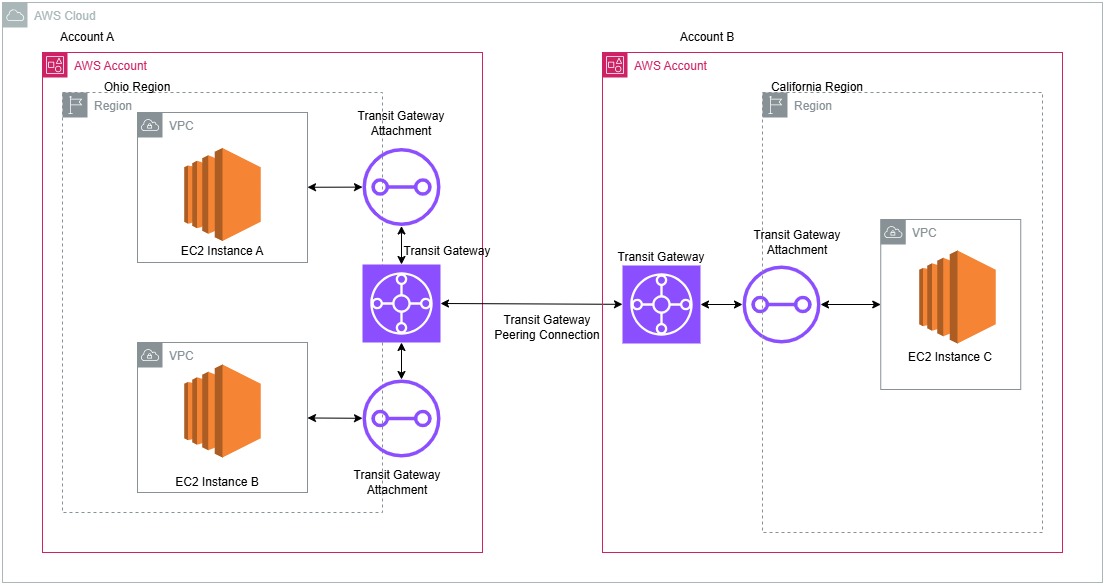 AWS Cloud
Account A
Account B
AWS Account
Ohio Region
Region
VPC
EC2 Instance A
Transit Gateway
Attachment
Transit Gateway
VPC
EC2 Instance B
Transit Gateway
Attachment
Transit Gateway
Peering Connection
AWS Account
California Region
Region
Transit Gateway
Transit Gateway
Attachment
VPC
EC2 Instance C